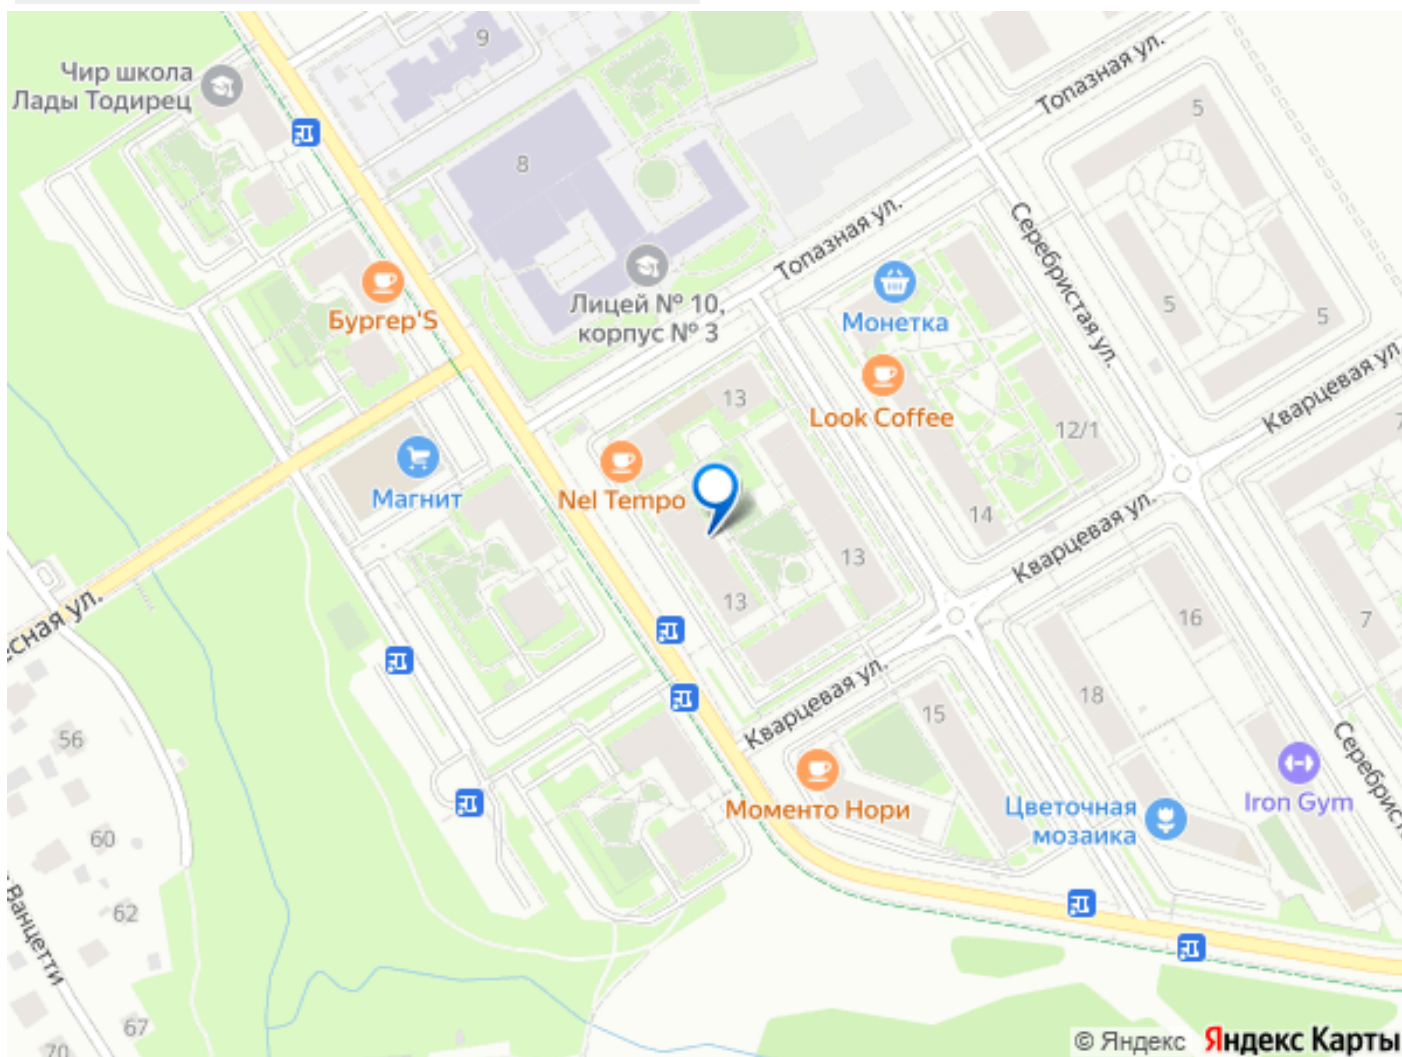 9
Чир школа
Лады Тодирец
Топазная ул.
5
8
Серебристая ул.
Топазная ул.
Лицей № 10,
корпус № 3
Бургер'S
Монетка
5
5
Кварцевая ул.
13
Look Coffee
12/1
7
Магнит
Nel Tempo
14
Кварцевая ул.
13
13
16
7
есная ул.
Кварцевая ул.
18
15
56
Серебриста
Моменто Нори
Цветочная
мозаика
Iron Gym
60
62
Ванцетти
67
70
© Яндекс Яндекс Карты